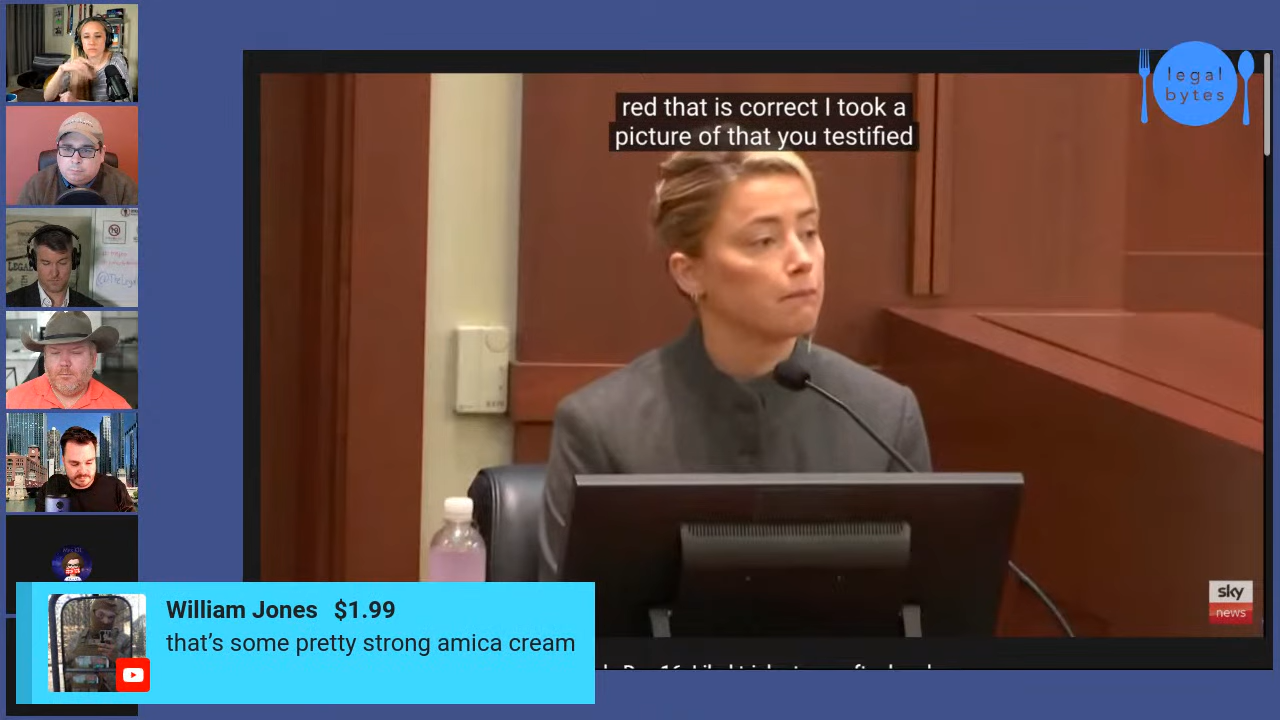 red that is correct I took a
picture of that you testified
legal
bytes
sky
news
William Jones $1.99
that’s some pretty strong amica cream